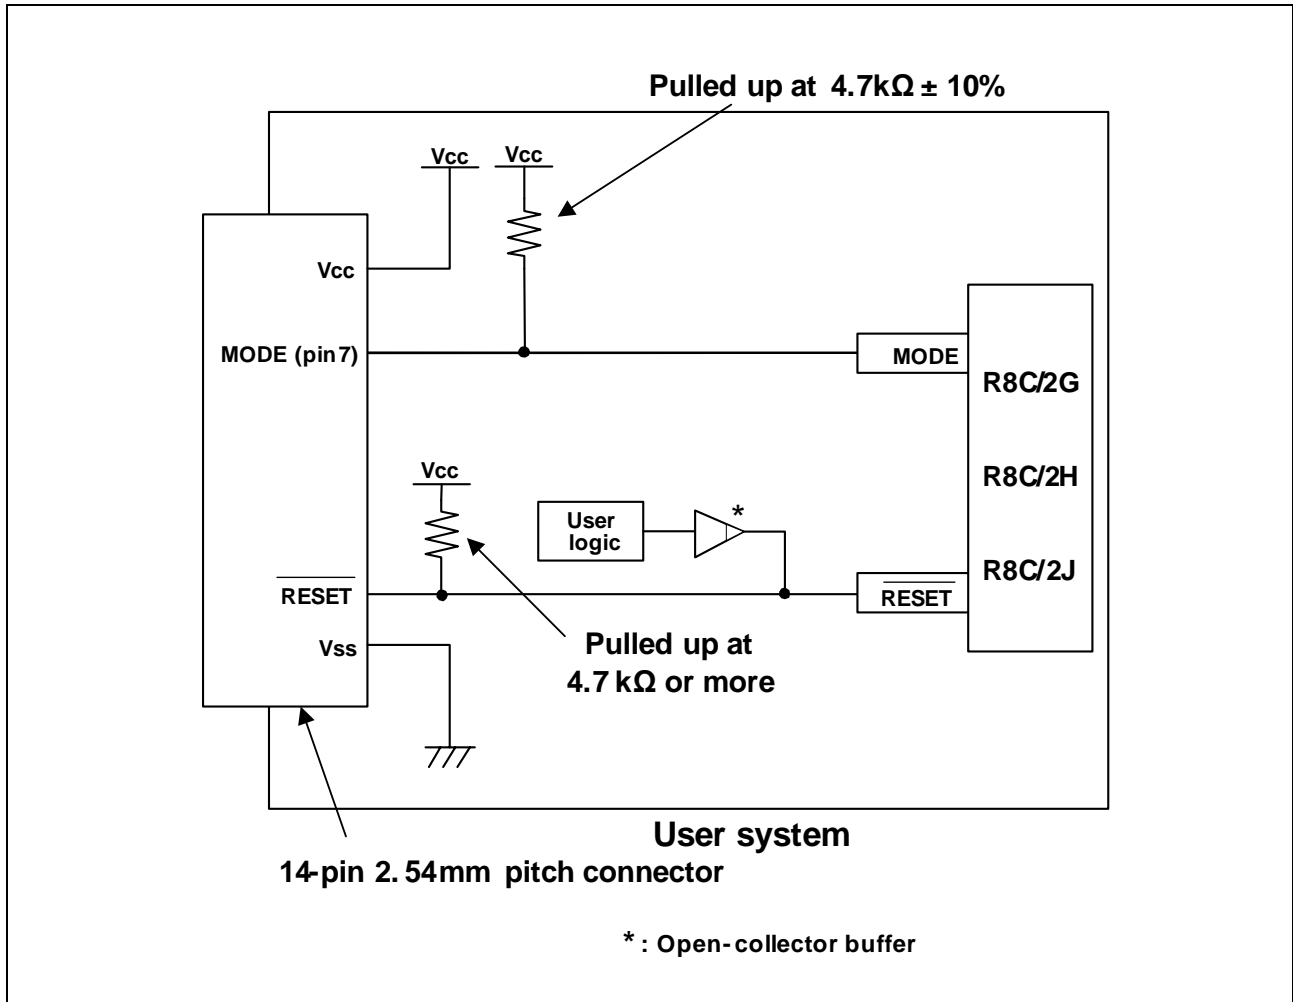 Pulled up at 4.7kΩ ± 10%
Vcc
Vcc
Vcc
MODE (pin 7)
MODE
R8C/2G
Vcc
R8C/2H
User
logic
*
R8C/2J
RESET
RESET
Vss
Pulled up at
4.7 kΩ or more
User system
14-pin 2.54mm pitch connector
* : Open-collector buffer